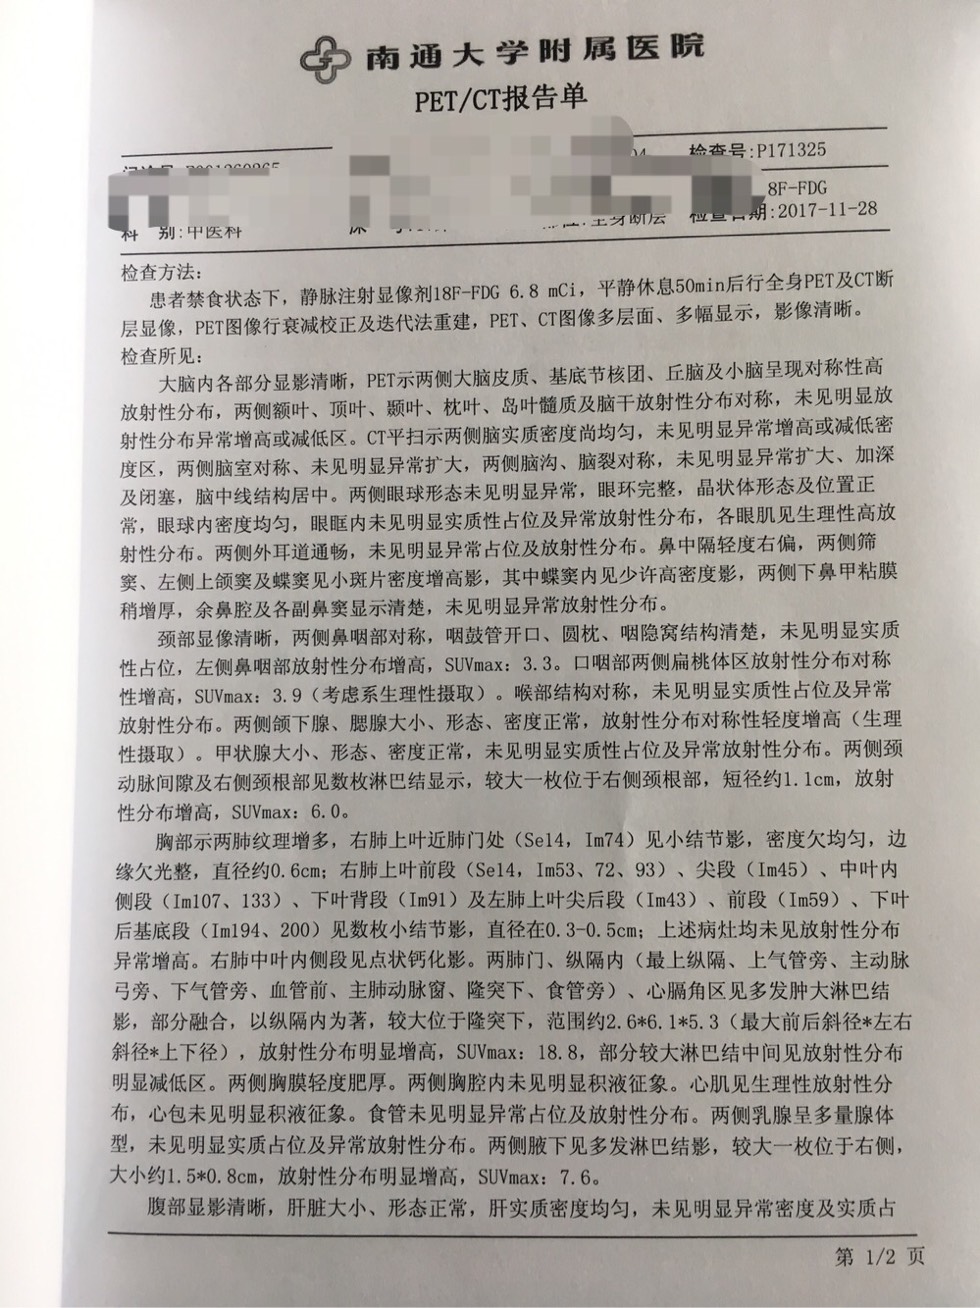 南通大学附属医院
PET/CT报告单
检查号:P171325
18F-FDG
科 别:中医科 检查日期:2017-11-28
检查方法:
患者禁食状态下，静脉注射显像剂18F-FDG 6.8 mCi，平静休息50min后行全身PET及CT断
层显像，PET图像行衰减校正及迭代法重建，PET、CT图像多层面、多幅显示，影像清晰。
检查所见:
大脑内各部分显影清晰，PET示两侧大脑皮质、基底节核团、丘脑及小脑呈现对称性高
放射性分布，两侧额叶、顶叶、颞叶、枕叶、岛叶髓质及脑干放射性分布对称，未见明显放
射性分布异常增高或减低区。CT平扫示两侧脑实质密度尚均匀，未见明显异常增高或减低密
度区，两侧脑室对称、未见明显异常扩大，两侧脑沟、脑裂对称，未见明显异常扩大、加深
及闭塞，脑中线结构居中。两侧眼球形态未见明显异常，眼环完整，晶状体形态及位置正
常，眼球内密度均匀，眼眶内未见明显实质性占位及异常放射性分布，各眼肌见生理性高放
射性分布。两侧外耳道通畅，未见明显异常占位及放射性分布。鼻中隔轻度右偏，两侧筛
窦、左侧上颌窦及蝶窦见小斑片密度增高影，其中蝶窦内见少许高密度影，两侧下鼻甲粘膜
稍增厚，余鼻腔及各副鼻窦显示清楚，未见明显异常放射性分布。
颈部显像清晰，两侧鼻咽部对称，咽鼓管开口、圆枕、咽隐窝结构清楚，未见明显实质
性占位，左侧鼻咽部放射性分布增高，SUVmax: 3.3。口咽部两侧扁桃体区放射性分布对称
性增高，SUVmax: 3.9（考虑系生理性摄取）。喉部结构对称，未见明显实质性占位及异常
放射性分布。两侧颌下腺、腮腺大小、形态、密度正常，放射性分布对称性轻度增高（生理
性摄取）。甲状腺大小、形态、密度正常，未见明显实质性占位及异常放射性分布。两侧颈
动脉间隙及右侧颈根部见数枚淋巴结显示，较大一枚位于右侧颈根部，短径约1.1cm，放射
性分布增高，SUVmax: 6.0。
胸部示两肺纹理增多，右肺上叶近肺门处（Se14, Im74）见小结节影，密度欠均匀，边
缘欠光整，直径约0.6cm；右肺上叶前段（Se14, Im53、72、93）、尖段（Im45）、中叶内
侧段（Im107、133）、下叶背段（Im91）及左肺上叶尖后段（Im43）、前段（Im59）、下叶
后基底段（Im194、200）见数枚小结节影，直径在0.3-0.5cm；上述病灶均未见放射性分布
异常增高。右肺中叶内侧段见点状钙化影。两肺门、纵隔内（最上纵隔、上气管旁、主动脉
弓旁、下气管旁、血管前、主肺动脉窗、隆突下、食管旁）、心膈角区见多发肿大淋巴结
影，部分融合，以纵隔内为著，较大位于隆突下，范围约2.6*6.1*5.3（最大前后斜径*左右
斜径*上下径），放射性分布明显增高，SUVmax: 18.8，部分较大淋巴结中间见放射性分布
明显减低区。两侧胸膜轻度肥厚。两侧胸腔内未见明显积液征象。心肌见生理性放射性分
布，心包未见明显积液征象。食管未见明显异常占位及放射性分布。两侧乳腺呈多量腺体
型，未见明显实质占位及异常放射性分布。两侧腋下见多发淋巴结影，较大一枚位于右侧，
大小约1.5*0.8cm，放射性分布明显增高，SUVmax: 7.6。
腹部显影清晰，肝脏大小、形态正常，肝实质密度均匀，未见明显异常密度及实质占
第 1/2 页